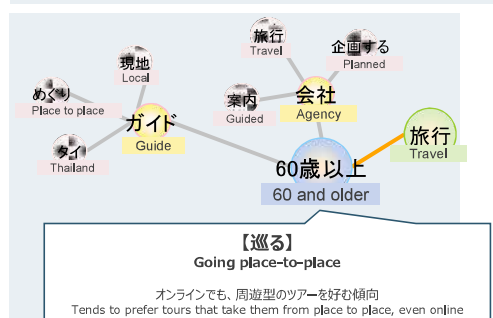 旅行
Travel
企画する
Planned
現地
Local
めぐり
Place to place
案内
Guided
会社
Agency
ガイド
Guide
旅行
Travel
タイ
Thailand
60歳以上
60 and older
【巡る】
Going place-to-place
オンラインでも、周遊型のツアーを好む傾向
Tends to prefer tours that take them from place to place, even online